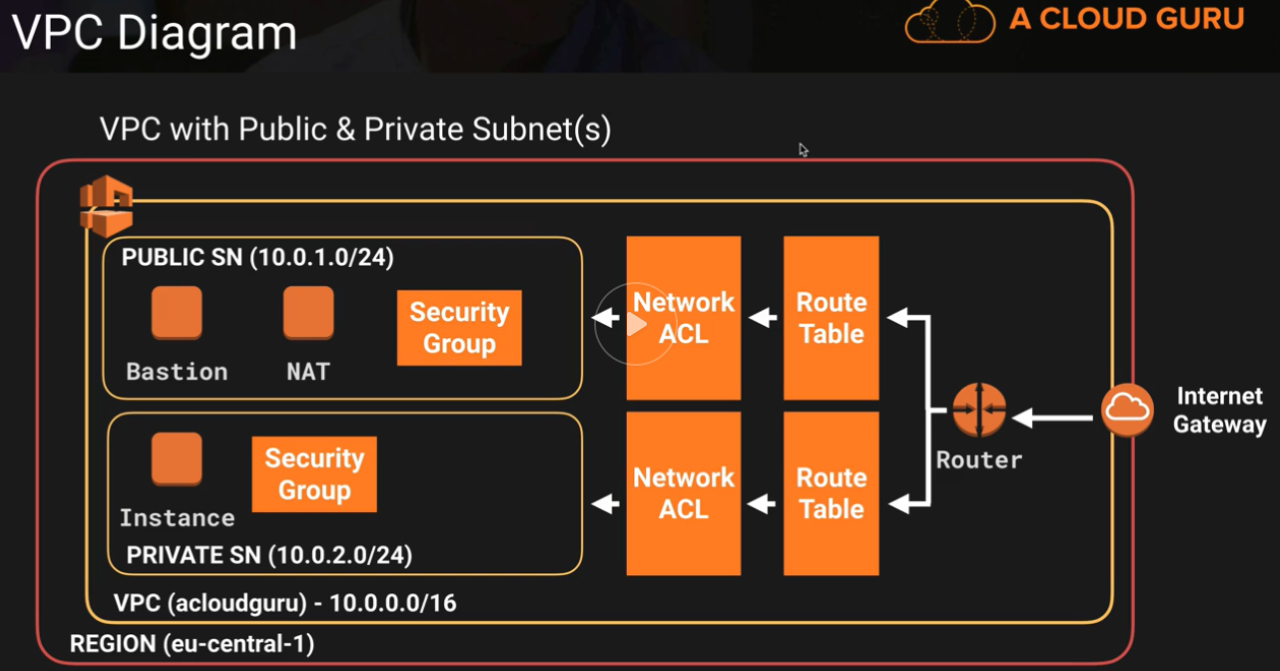 VPC Diagram
A CLOUD GURU
VPC with Public & Private Subnet(s)
PUBLIC SN (10.0.1.0/24)
Bastion
NAT
Security
Group
Network
ACL
Route
Table
Instance
Security
Group
PRIVATE SN (10.0.2.0/24)
Network
ACL
Route
Table
Router
Internet
Gateway
VPC (acloudguru) - 10.0.0.0/16
REGION (eu-central-1)